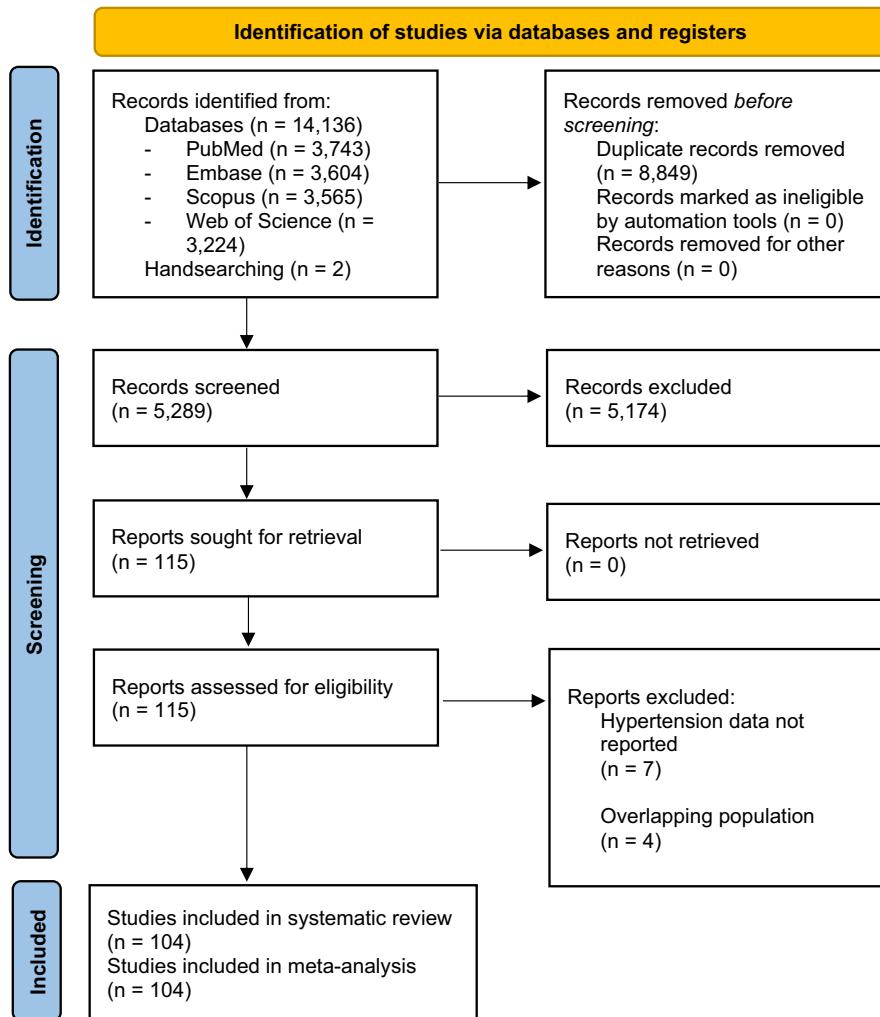 Identification of studies via databases and registers
Identification
Records identified from:
Databases (n = 14,136)
- PubMed (n = 3,743)
- Embase (n = 3,604)
- Scopus (n = 3,565)
- Web of Science (n =
3,224)
Handsearching (n = 2)
Records removed before
screening:
Duplicate records removed
(n = 8,849)
Records marked as ineligible
by automation tools (n = 0)
Records removed for other
reasons (n = 0)
Screening
Records screened
(n = 5,289)
Records excluded
(n = 5,174)
Reports sought for retrieval
(n = 115)
Reports not retrieved
(n = 0)
Reports assessed for eligibility
(n = 115)
Reports excluded:
Hypertension data not
reported
(n = 7)
Overlapping population
(n = 4)
Included
Studies included in systematic review
(n = 104)
Studies included in meta-analysis
(n = 104)